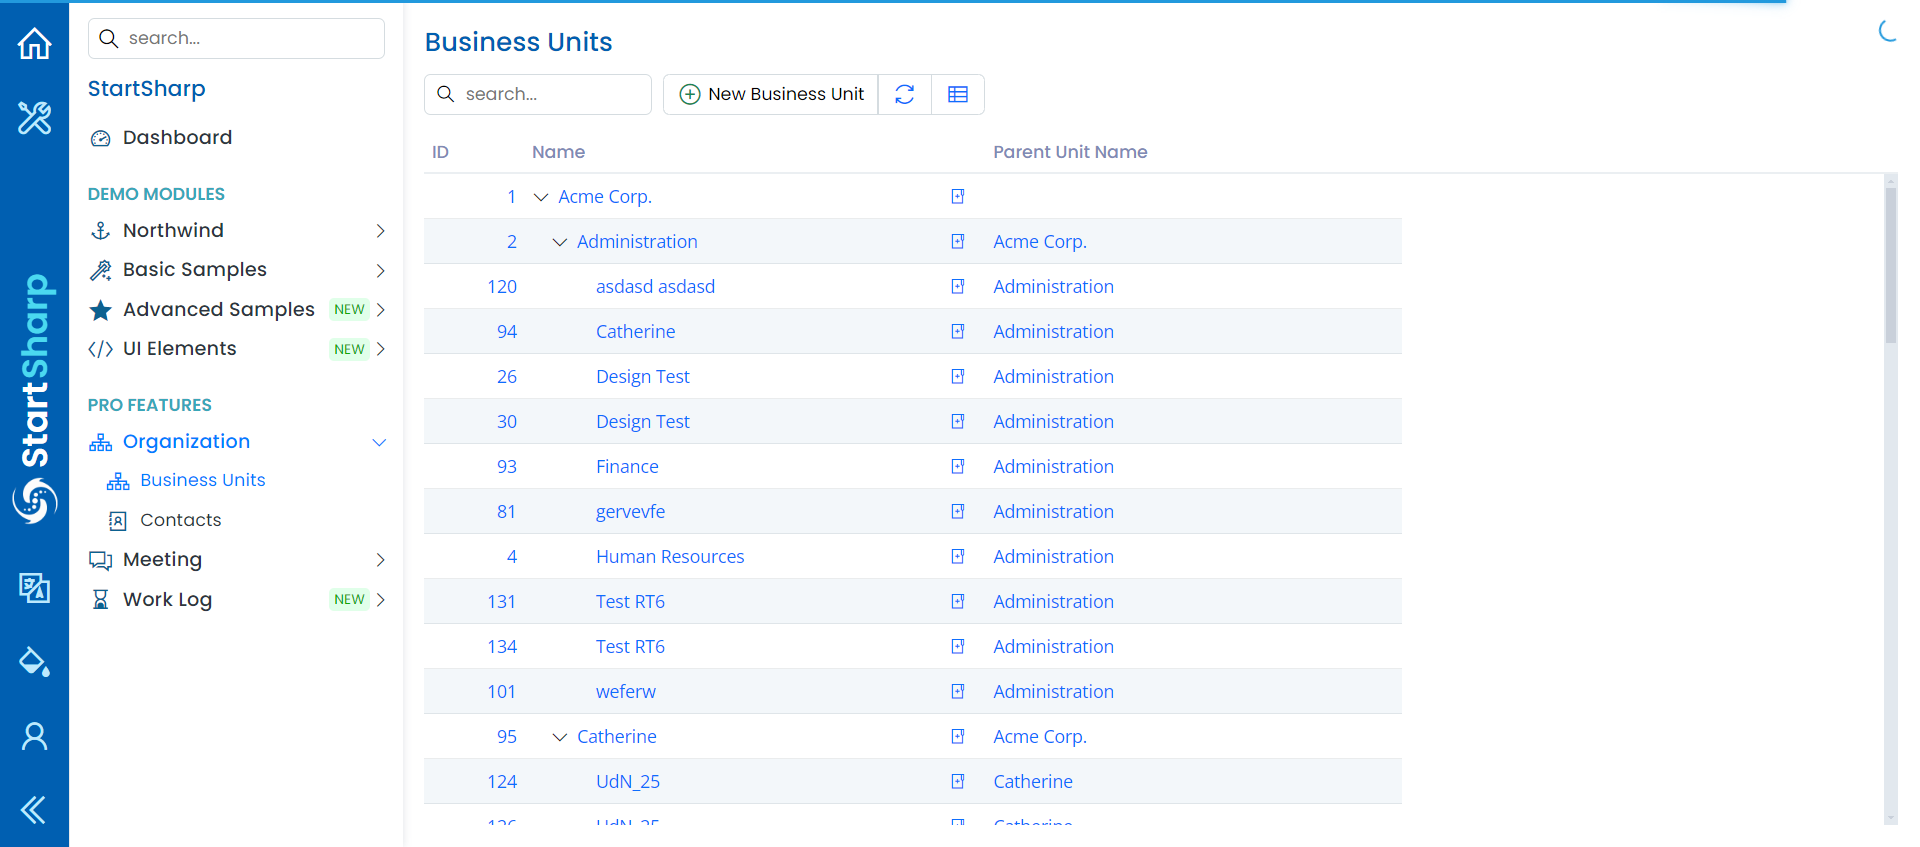 StartSharp
search...
StartSharp
Dashboard
DEMO MODULES
Northwind
Basic Samples
Advanced Samples NEW
UI Elements NEW
PRO FEATURES
Organization
Business Units
Contacts
Meeting
Work Log NEW
Business Units
search...
New Business Unit
ID Name Parent Unit Name
1 Acme Corp.
2 Administration Acme Corp.
120 asdasd asdasd Administration
94 Catherine Administration
26 Design Test Administration
30 Design Test Administration
93 Finance Administration
81 gervevfe Administration
4 Human Resources Administration
131 Test RT6 Administration
134 Test RT6 Administration
101 weferw Administration
95 Catherine Acme Corp.
124 UdN_25 Catherine
126 UdN_25 Catherine